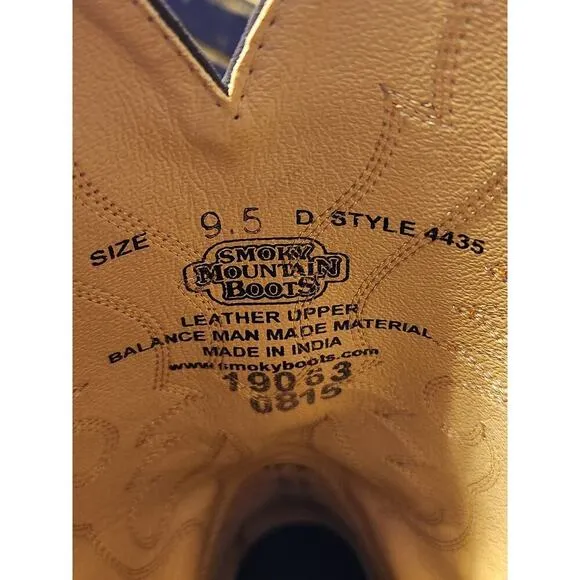 SIZE 9.5 D STYLE 4435
SMOKY
MOUNTAIN
BOOTS
LEATHER UPPER
BALANCE MAN MADE MATERIAL
MADE IN INDIA
www.smokyboots.com
19063
0815